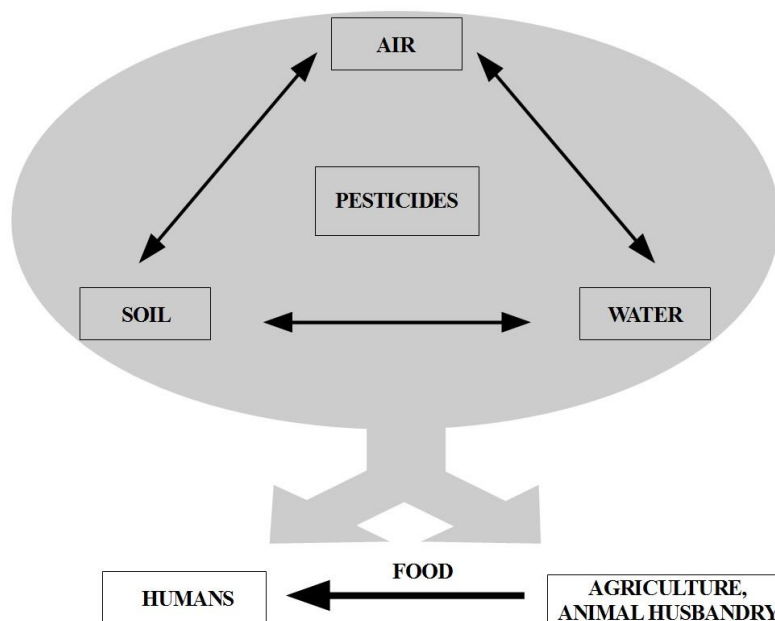 AIR
PESTICIDES
SOIL
WATER
FOOD
HUMANS
AGRICULTURE,
ANIMAL HUSBANDRY